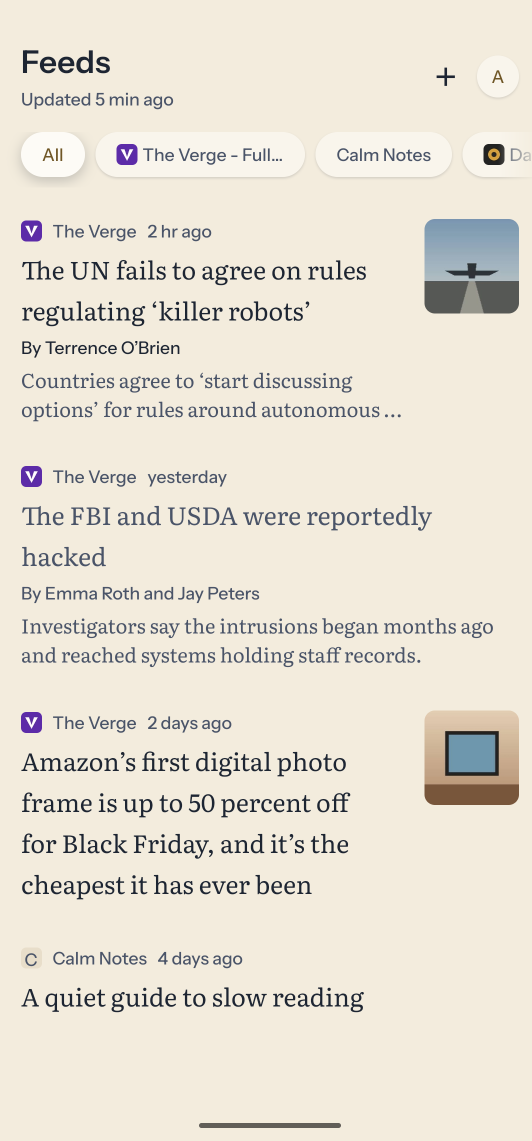 Feeds
Updated 5 min ago
+
A
All
V The Verge - Full...
Calm Notes
Da
V The Verge 2 hr ago
The UN fails to agree on rules
regulating ‘killer robots’
By Terrence O’Brien
Countries agree to ‘start discussing
options’ for rules around autonomous ...
V The Verge yesterday
The FBI and USDA were reportedly
hacked
By Emma Roth and Jay Peters
Investigators say the intrusions began months ago
and reached systems holding staff records.
V The Verge 2 days ago
Amazon’s first digital photo
frame is up to 50 percent off
for Black Friday, and it’s the
cheapest it has ever been
C Calm Notes 4 days ago
A quiet guide to slow reading